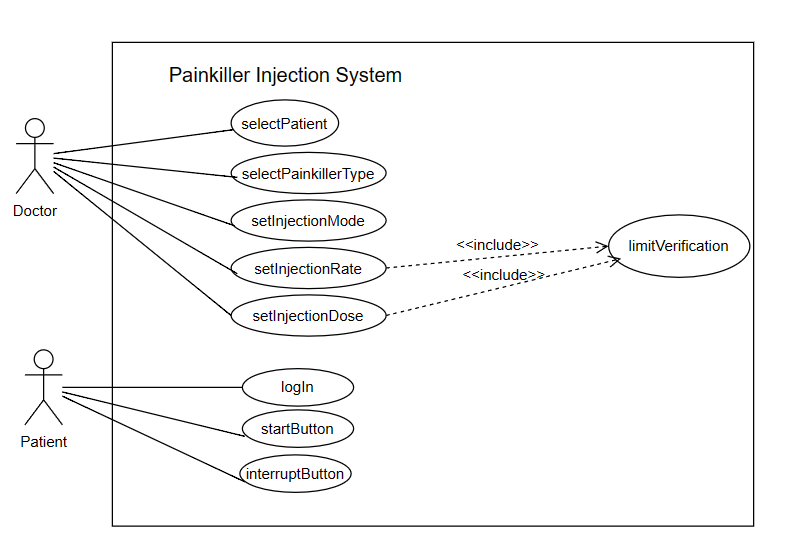 Painkiller Injection System
selectPatient
selectPainkillerType
Doctor
setInjectionMode
<<include>>
limitVerification
setInjectionRate
<<include>>
setInjectionDose
logIn
startButton
Patient
interruptButton